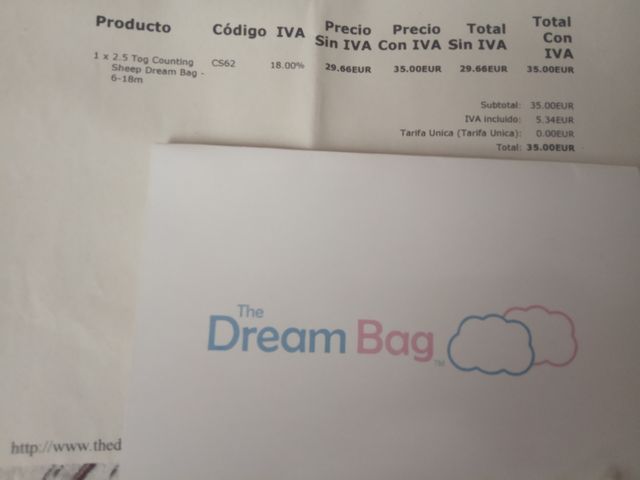 Producto Código IVA Precio Sin IVA Precio Con IVA Total Sin IVA Total Con IVA
1 x 2.5 Tog Counting Sheep Dream Bag - 6-18m CS62 18.00% 29.66EUR 35.00EUR 29.66EUR 35.00EUR
Subtotal: 35.00EUR
IVA incluido: 5.34EUR
Tarifa Unica (Tarifa Unica): 0.00EUR
Total: 35.00EUR
The
Dream Bag™
http://www.thed